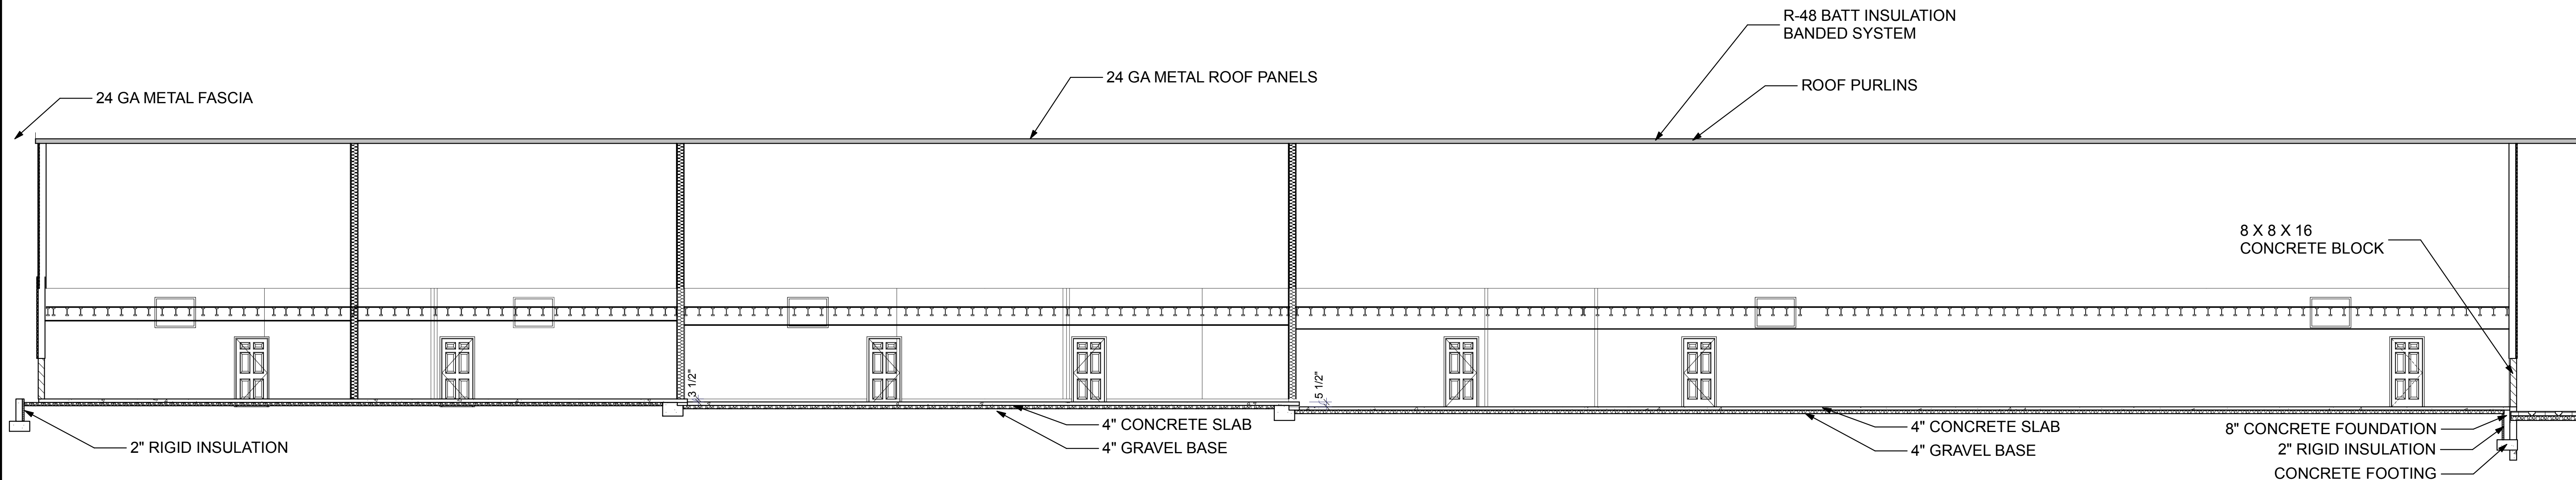 R-48 BATT INSULATION
BANDED SYSTEM
24 GA METAL ROOF PANELS
ROOF PURLINS
24 GA METAL FASCIA
8 X 8 X 16
CONCRETE BLOCK
3 1/2"
5 1/2"
2" RIGID INSULATION
4" CONCRETE SLAB
4" GRAVEL BASE
4" CONCRETE SLAB
4" GRAVEL BASE
8" CONCRETE FOUNDATION
2" RIGID INSULATION
CONCRETE FOOTING